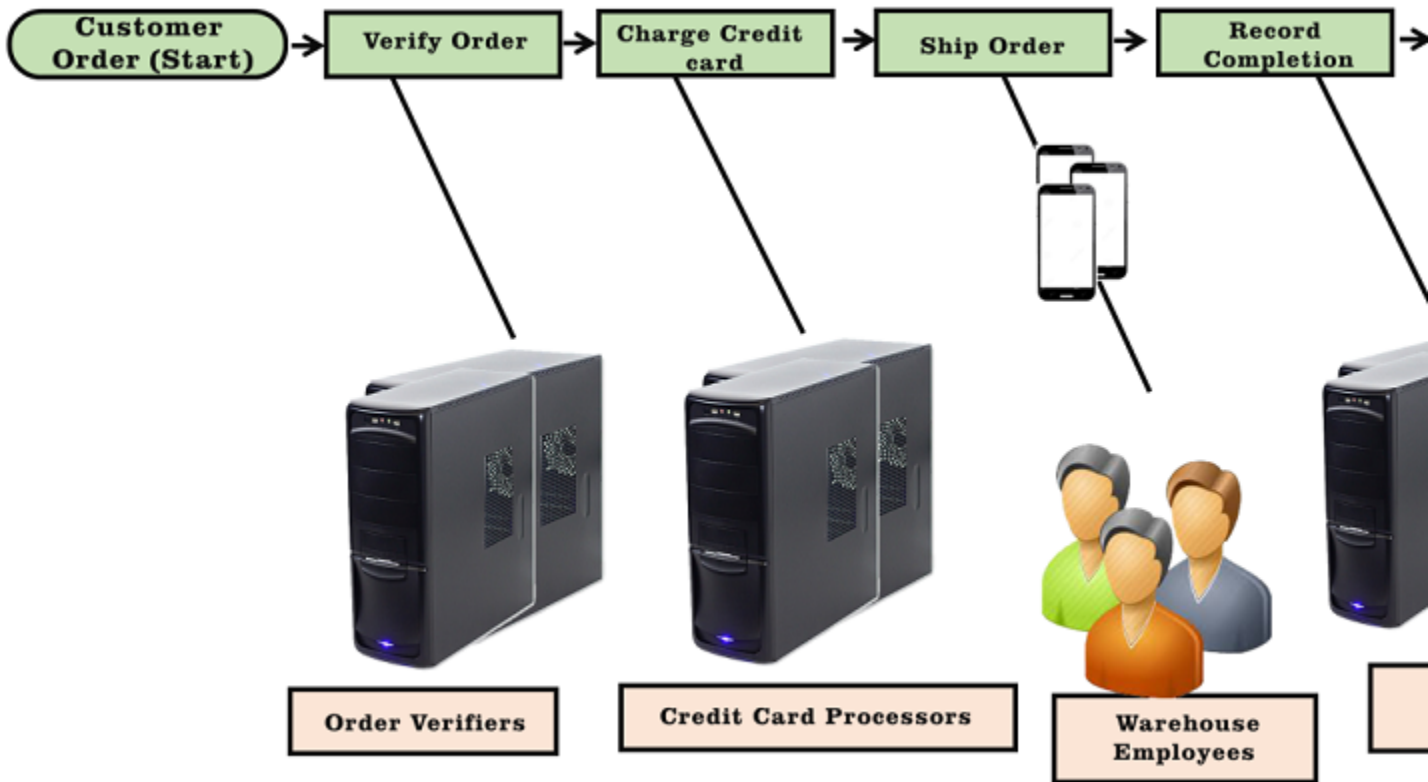 Customer
Order (Start)
Verify Order
Charge Credit
card
Ship Order
Record
Completion
Order Verifiers
Credit Card Processors
Warehouse
Employees